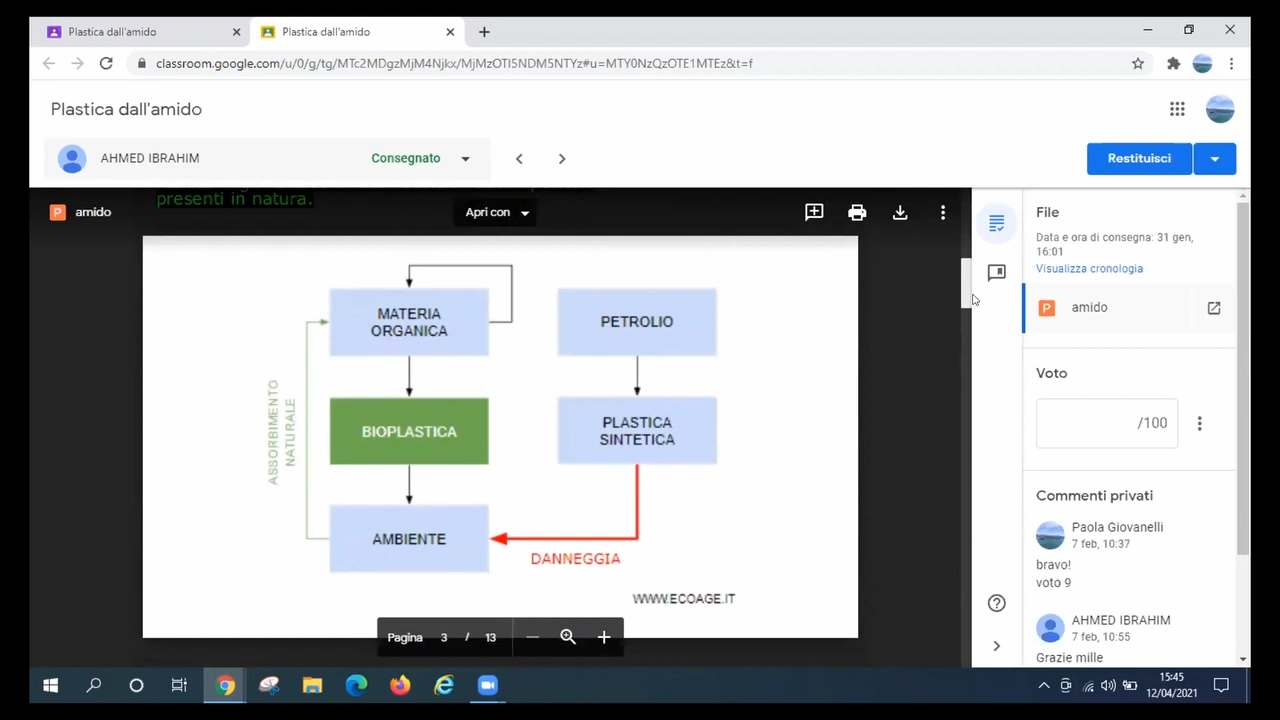 Plastica dall'amido
Plastica dall'amido
classroom.google.com/u/0/g/tg/MTc2MDgzMjM4Njkx/MjMzOTI5NDM5NTYz#u=MTY0NzQzOTE1MTEz&t=f
Plastica dall'amido
AHMED IBRAHIM
Consegnato
Restituisci
presenti in natura.
amido
Apri con
MATERIA
ORGANICA
PETROLIO
ASSORBIMENTO
NATURALE
BIOPLASTICA
PLASTICA
SINTETICA
AMBIENTE
DANNEGGIA
WWW.ECOAGE.IT
Pagina 3 / 13
File
Data e ora di consegna: 31 gen,
16:01
Visualizza cronologia
amido
Voto
/100
Commenti privati
Paola Giovanelli
7 feb, 10:37
bravo!
voto 9
AHMED IBRAHIM
7 feb, 10:55
Grazie mille
15:45
12/04/2021